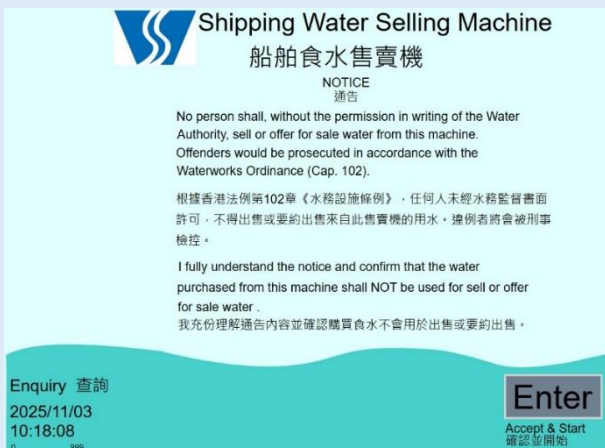 Shipping Water Selling Machine
船舶食水售賣機
NOTICE
通告
No person shall, without the permission in writing of the Water
Authority, sell or offer for sale water from this machine.
Offenders would be prosecuted in accordance with the
Waterworks Ordinance (Cap. 102).
根據香港法例第102章《水務設施條例》，任何人未經水務監督書面
許可，不得出售或要約出售來自此售賣機的用水。違例者將會被刑事
檢控。
I fully understand the notice and confirm that the water
purchased from this machine shall NOT be used for sell or offer
for sale water .
我充份理解通告內容並確認購買食水不會用於出售或要約出售。
Enquiry 查詢
2025/11/03
10:18:08
0 999
Enter
Accept & Start
確認並開始